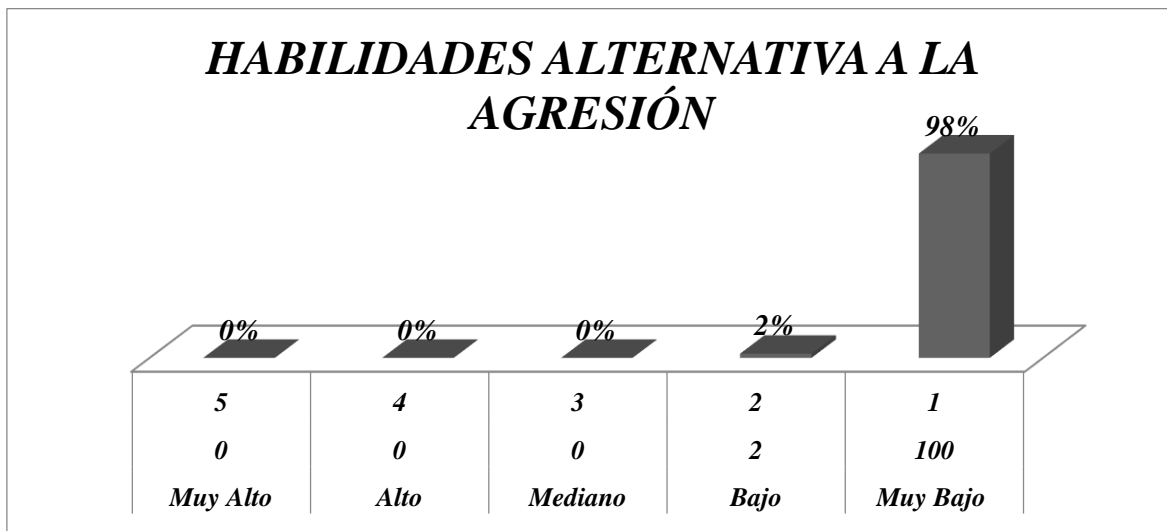 HABILIDADES ALTERNATIVA A LA
AGRESIÓN
98%
0% 0% 0% 2%
5 4 3 2 1
0 0 0 2 100
Muy Alto Alto Mediano Bajo Muy Bajo